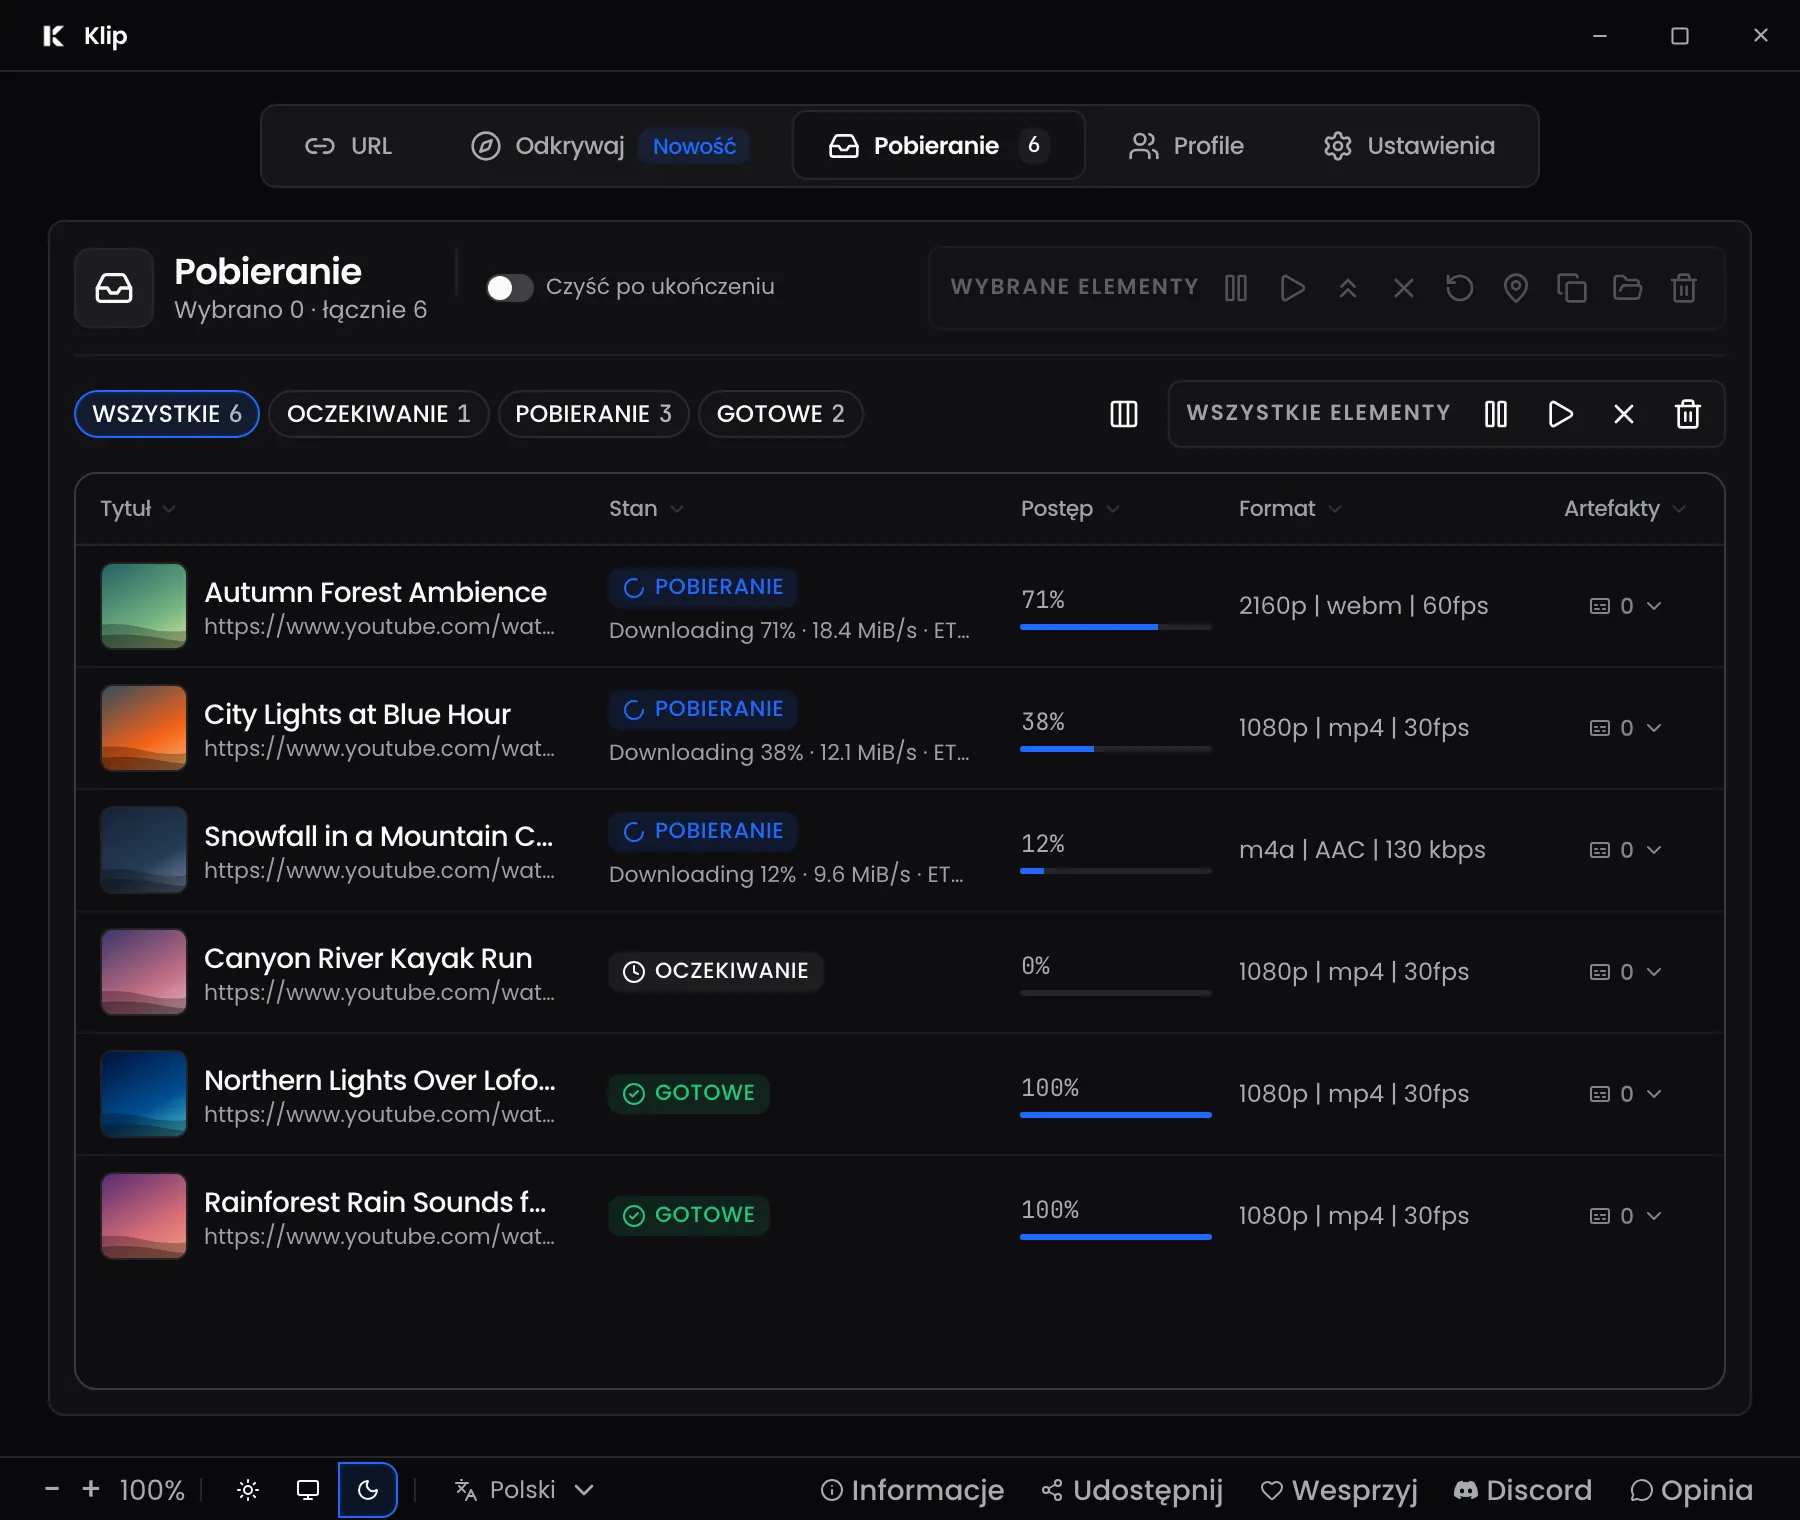 Klip
URL
Odkrywaj Nowość
Pobieranie 6
Profile
Ustawienia
Pobieranie
Wybrano 0 · łącznie 6
Czyść po ukończeniu
WYBRANE ELEMENTY
WSZYSTKIE 6
OCZEKIWANIE 1
POBIERANIE 3
GOTOWE 2
WSZYSTKIE ELEMENTY
Tytuł
Stan
Postęp
Format
Artefakty
Autumn Forest Ambience
https://www.youtube.com/wat...
POBIERANIE
Downloading 71% · 18.4 MiB/s · ET...
71%
2160p | webm | 60fps
0
City Lights at Blue Hour
https://www.youtube.com/wat...
POBIERANIE
Downloading 38% · 12.1 MiB/s · ET...
38%
1080p | mp4 | 30fps
0
Snowfall in a Mountain C...
https://www.youtube.com/wat...
POBIERANIE
Downloading 12% · 9.6 MiB/s · ET...
12%
m4a | AAC | 130 kbps
0
Canyon River Kayak Run
https://www.youtube.com/wat...
OCZEKIWANIE
0%
1080p | mp4 | 30fps
0
Northern Lights Over Lofo...
https://www.youtube.com/wat...
GOTOWE
100%
1080p | mp4 | 30fps
0
Rainforest Rain Sounds f...
https://www.youtube.com/wat...
GOTOWE
100%
1080p | mp4 | 30fps
0
100%
Polski
Informacje
Udostępnij
Wesprzyj
Discord
Opinia